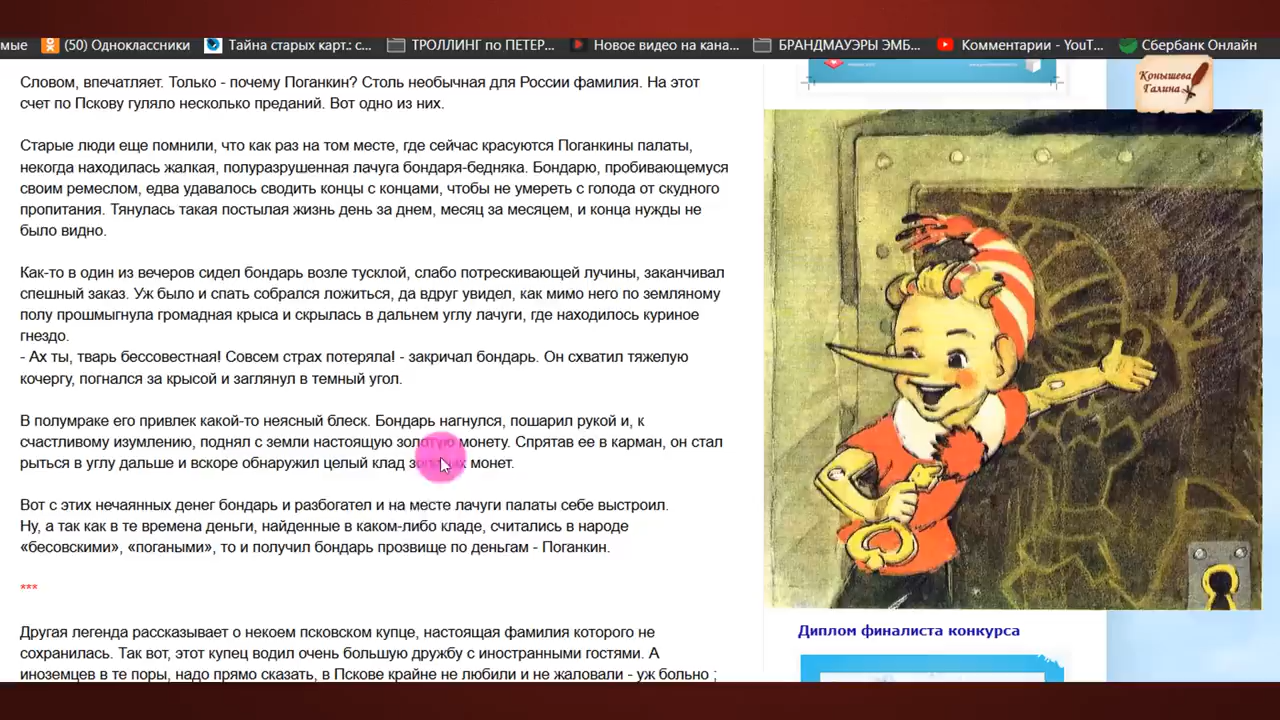 мые (50) Одноклассники Тайна старых карт.: с... ТРОЛЛИНГ по ПЕТЕР... Новое видео на кана... БРАНДМАУЭРЫ ЭМБ... Комментарии - YouT... Сбербанк Онлайн
Конышева
Галина
Словом, впечатляет. Только - почему Поганкин? Столь необычная для России фамилия. На этот
счет по Пскову гуляло несколько преданий. Вот одно из них.
Старые люди еще помнили, что как раз на том месте, где сейчас красуются Поганкины палаты,
некогда находилась жалкая, полуразрушенная лачуга бондаря-бедняка. Бондарю, пробивающемуся
своим ремеслом, едва удавалось сводить концы с концами, чтобы не умереть с голода от скудного
пропитания. Тянулась такая постылая жизнь день за днем, месяц за месяцем, и конца нужды не
было видно.
Как-то в один из вечеров сидел бондарь возле тусклой, слабо потрескивающей лучины, заканчивал
спешный заказ. Уж было и спать собрался ложиться, да вдруг увидел, как мимо него по земляному
полу прошмыгнула громадная крыса и скрылась в дальнем углу лачуги, где находилось куриное
гнездо.
- Ах ты, тварь бессовестная! Совсем страх потеряла! - закричал бондарь. Он схватил тяжелую
кочергу, погнался за крысой и заглянул в темный угол.
В полумраке его привлек какой-то неясный блеск. Бондарь нагнулся, пошарил рукой и, к
счастливому изумлению, поднял с земли настоящую золотую монету. Спрятав ее в карман, он стал
рыться в углу дальше и вскоре обнаружил целый клад золотых монет.
Вот с этих нечаянных денег бондарь и разбогател и на месте лачуги палаты себе выстроил.
Ну, а так как в те времена деньги, найденные в каком-либо кладе, считались в народе
«бесовскими», «погаными», то и получил бондарь прозвище по деньгам - Поганкин.
***
Другая легенда рассказывает о некоем псковском купце, настоящая фамилия которого не
сохранилась. Так вот, этот купец водил очень большую дружбу с иностранными гостями. А
иноземцев в те поры, надо прямо сказать, в Пскове крайне не любили и не жаловали - уж больно ;
Диплом финалиста конкурса